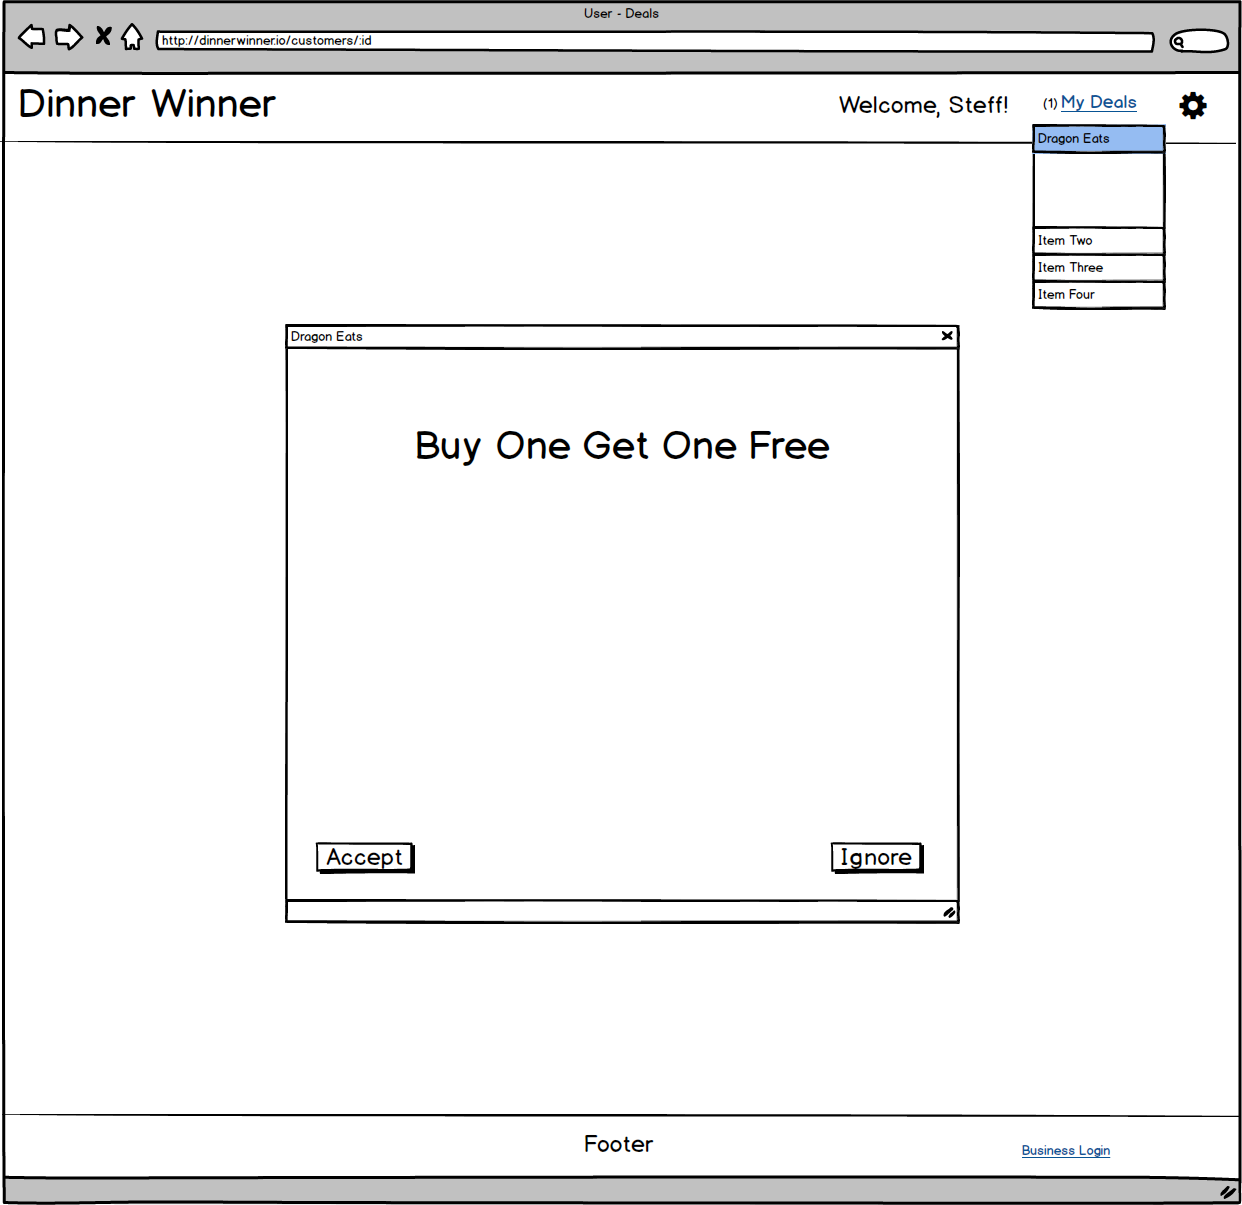 User - Deals
http://dinnerwinner.io/customers/:id
Dinner Winner
Welcome, Steff!
(1) My Deals
Dragon Eats
Item Two
Item Three
Item Four
Dragon Eats
Buy One Get One Free
Accept
Ignore
Footer
Business Login